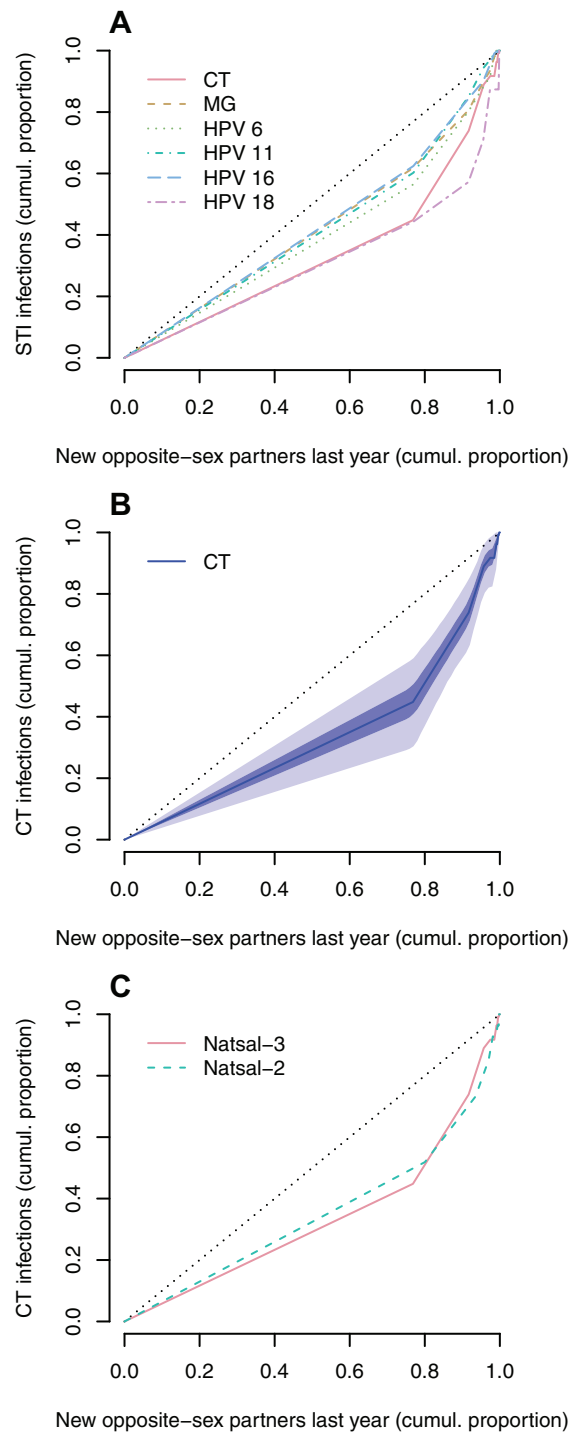 A
STI infections (cumul. proportion)
1.0
0.8
0.6
0.4
0.2
0.0
CT
MG
HPV 6
HPV 11
HPV 16
HPV 18
0.0 0.2 0.4 0.6 0.8 1.0
New opposite−sex partners last year (cumul. proportion)
B
CT infections (cumul. proportion)
1.0
0.8
0.6
0.4
0.2
0.0
CT
0.0 0.2 0.4 0.6 0.8 1.0
New opposite−sex partners last year (cumul. proportion)
C
CT infections (cumul. proportion)
1.0
0.8
0.6
0.4
0.2
0.0
Natsal−3
Natsal−2
0.0 0.2 0.4 0.6 0.8 1.0
New opposite−sex partners last year (cumul. proportion)